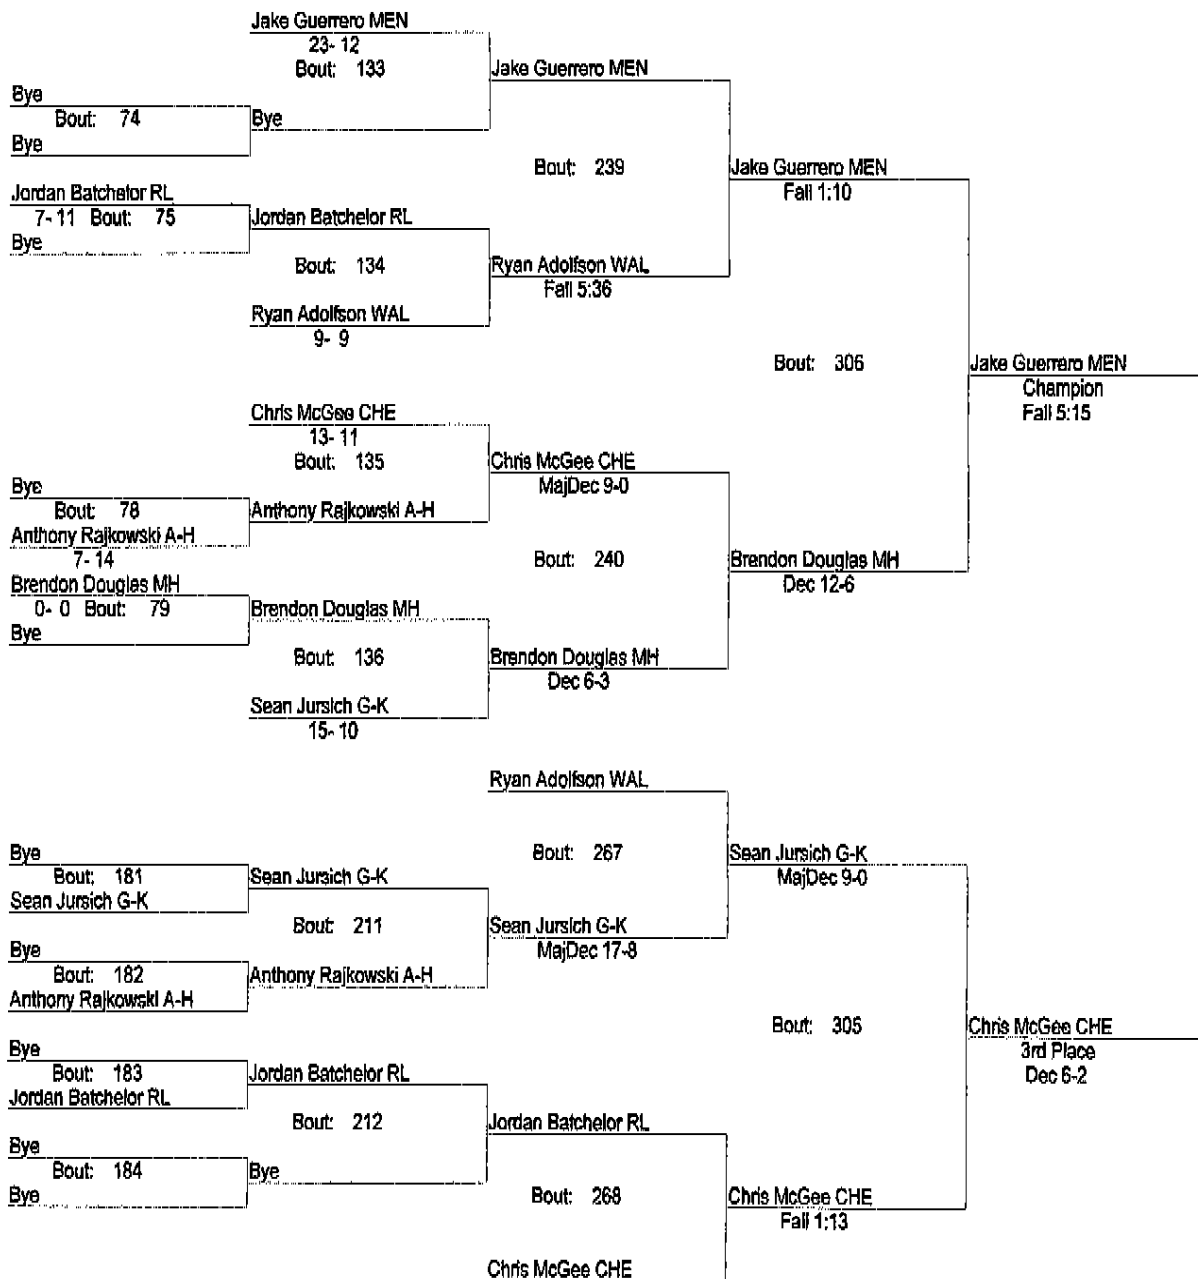 Jake Guerrero MEN
23- 12
Bout: 133
Jake Guerrero MEN
Bye
Bout: 74
Bye
Bye
Bout: 239
Jake Guerrero MEN
Fall 1:10
Jordan Batchelor RL
7- 11 Bout: 75
Jordan Batchelor RL
Bye
Bout: 134
Ryan Adolfson WAL
Fall 5:36
Ryan Adolfson WAL
9- 9
Bout: 306
Jake Guerrero MEN
Champion
Fall 5:15
Chris McGee CHE
13- 11
Bout: 135
Chris McGee CHE
MajDec 9-0
Bye
Bout: 78
Anthony Rajkowski A-H
Anthony Rajkowski A-H
7- 14
Bout: 240
Brendon Douglas MH
Dec 12-6
Brendon Douglas MH
0- 0 Bout: 79
Brendon Douglas MH
Bye
Bout: 136
Brendon Douglas MH
Dec 6-3
Sean Jursich G-K
15- 10
Ryan Adolfson WAL
Bout: 267
Sean Jursich G-K
MajDec 9-0
Bye
Bout: 181
Sean Jursich G-K
Sean Jursich G-K
Bout: 211
Sean Jursich G-K
MajDec 17-8
Bye
Bout: 182
Anthony Rajkowski A-H
Anthony Rajkowski A-H
Bout: 305
Chris McGee CHE
3rd Place
Dec 6-2
Bye
Bout: 183
Jordan Batchelor RL
Jordan Batchelor RL
Bout: 212
Jordan Batchelor RL
Bye
Bout: 184
Bye
Bye
Bout: 268
Chris McGee CHE
Fall 1:13
Chris McGee CHE